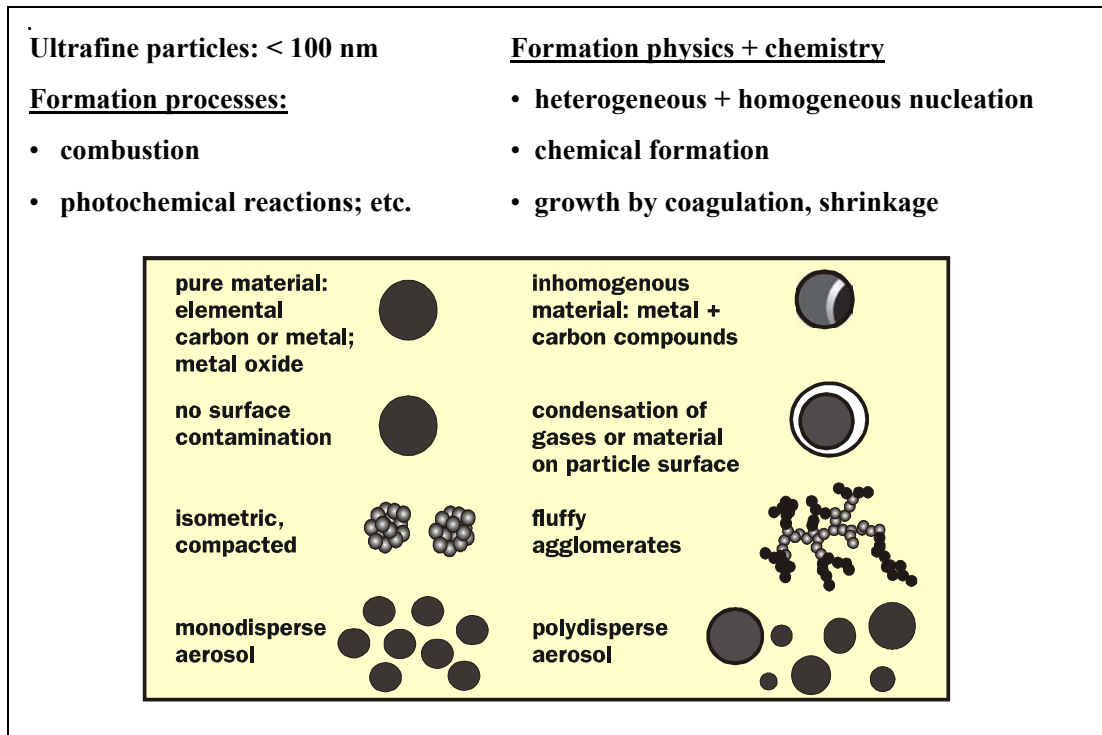 Ultrafine particles: < 100 nm
Formation processes:
• combustion
• photochemical reactions; etc.
Formation physics + chemistry
• heterogeneous + homogeneous nucleation
• chemical formation
• growth by coagulation, shrinkage
pure material:
elemental
carbon or metal;
metal oxide
inhomogenous
material: metal +
carbon compounds
no surface
contamination
condensation of
gases or material
on particle surface
isometric,
compacted
fluffy
agglomerates
monodisperse
aerosol
polydisperse
aerosol